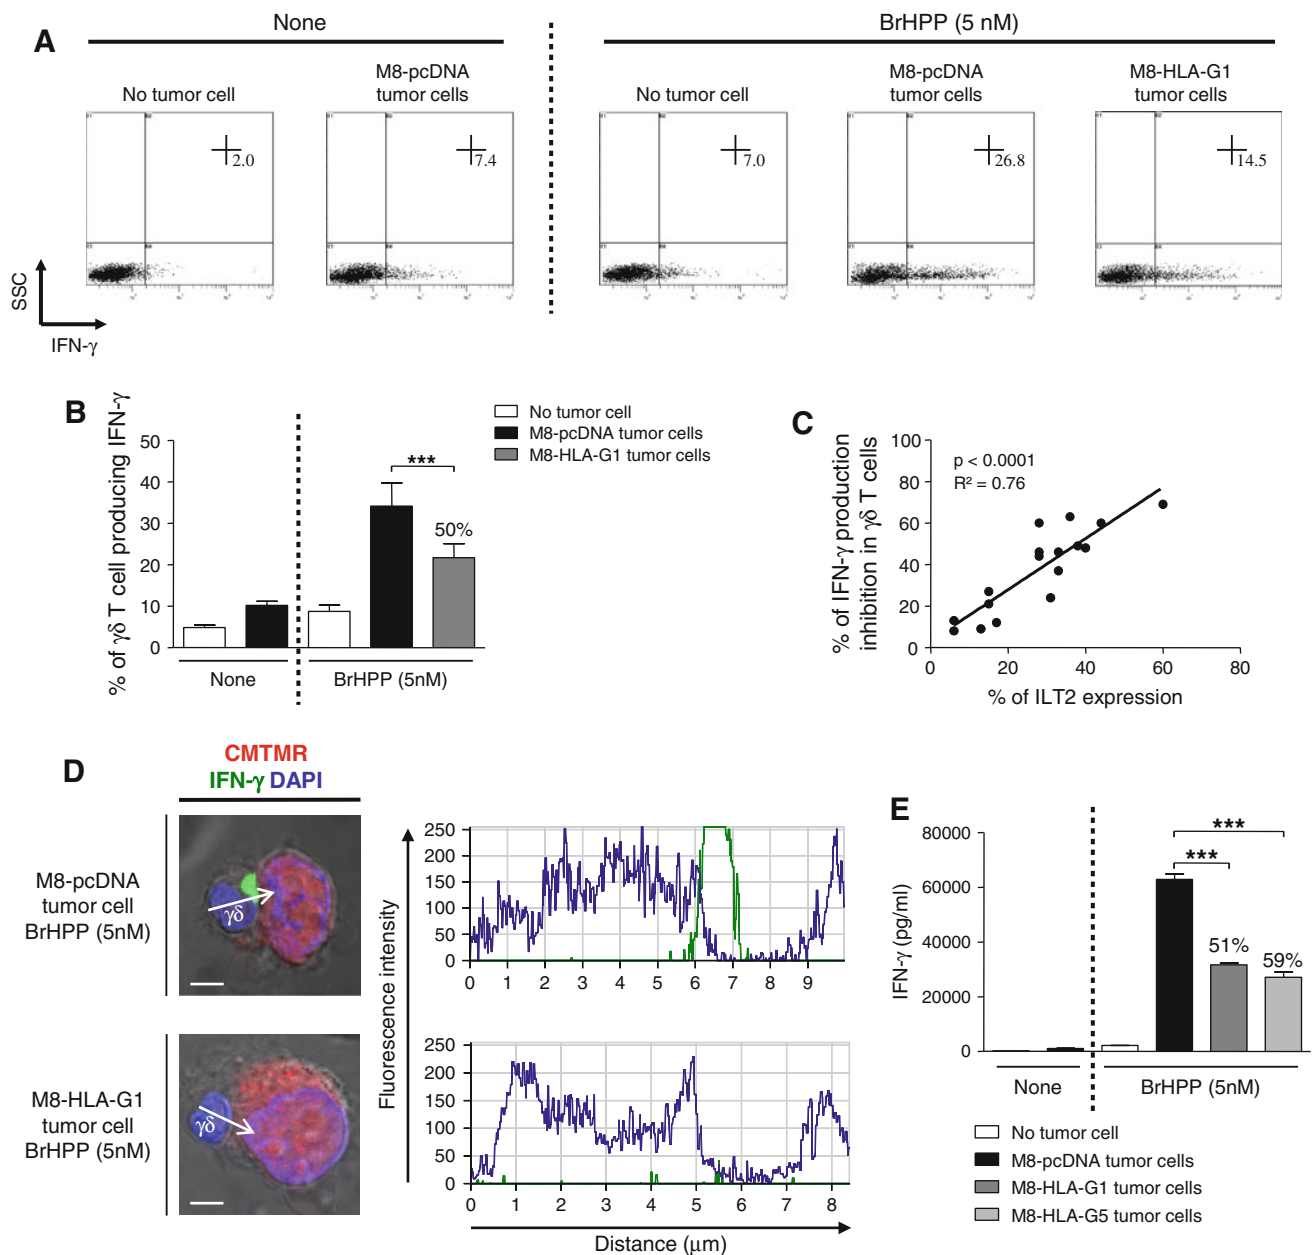 A
None
BrHPP (5 nM)
No tumor cell
M8-pcDNA
tumor cells
No tumor cell
M8-pcDNA
tumor cells
M8-HLA-G1
tumor cells
2.0
7.4
7.0
26.8
14.5
SSC
IFN-γ
B
% of γδ T cell producing IFN-γ
50
40
30
20
10
0
***
50%
None
BrHPP (5nM)
No tumor cell
M8-pcDNA tumor cells
M8-HLA-G1 tumor cells
C
% of IFN-γ production
inhibition in γδ T cells
100
80
60
40
20
0
p < 0.0001
R² = 0.76
0 20 40 60 80
% of ILT2 expression
D
CMTMR
IFN-γ DAPI
M8-pcDNA
tumor cell
BrHPP (5nM)
γδ
M8-HLA-G1
tumor cell
BrHPP (5nM)
γδ
Fluorescence intensity
250
200
150
100
50
0
0 1 2 3 4 5 6 7 8 9
250
200
150
100
50
0
0 1 2 3 4 5 6 7 8
Distance (μm)
E
IFN-γ (pg/ml)
80000
60000
40000
20000
0
***
***
51%
59%
None
BrHPP (5nM)
No tumor cell
M8-pcDNA tumor cells
M8-HLA-G1 tumor cells
M8-HLA-G5 tumor cells